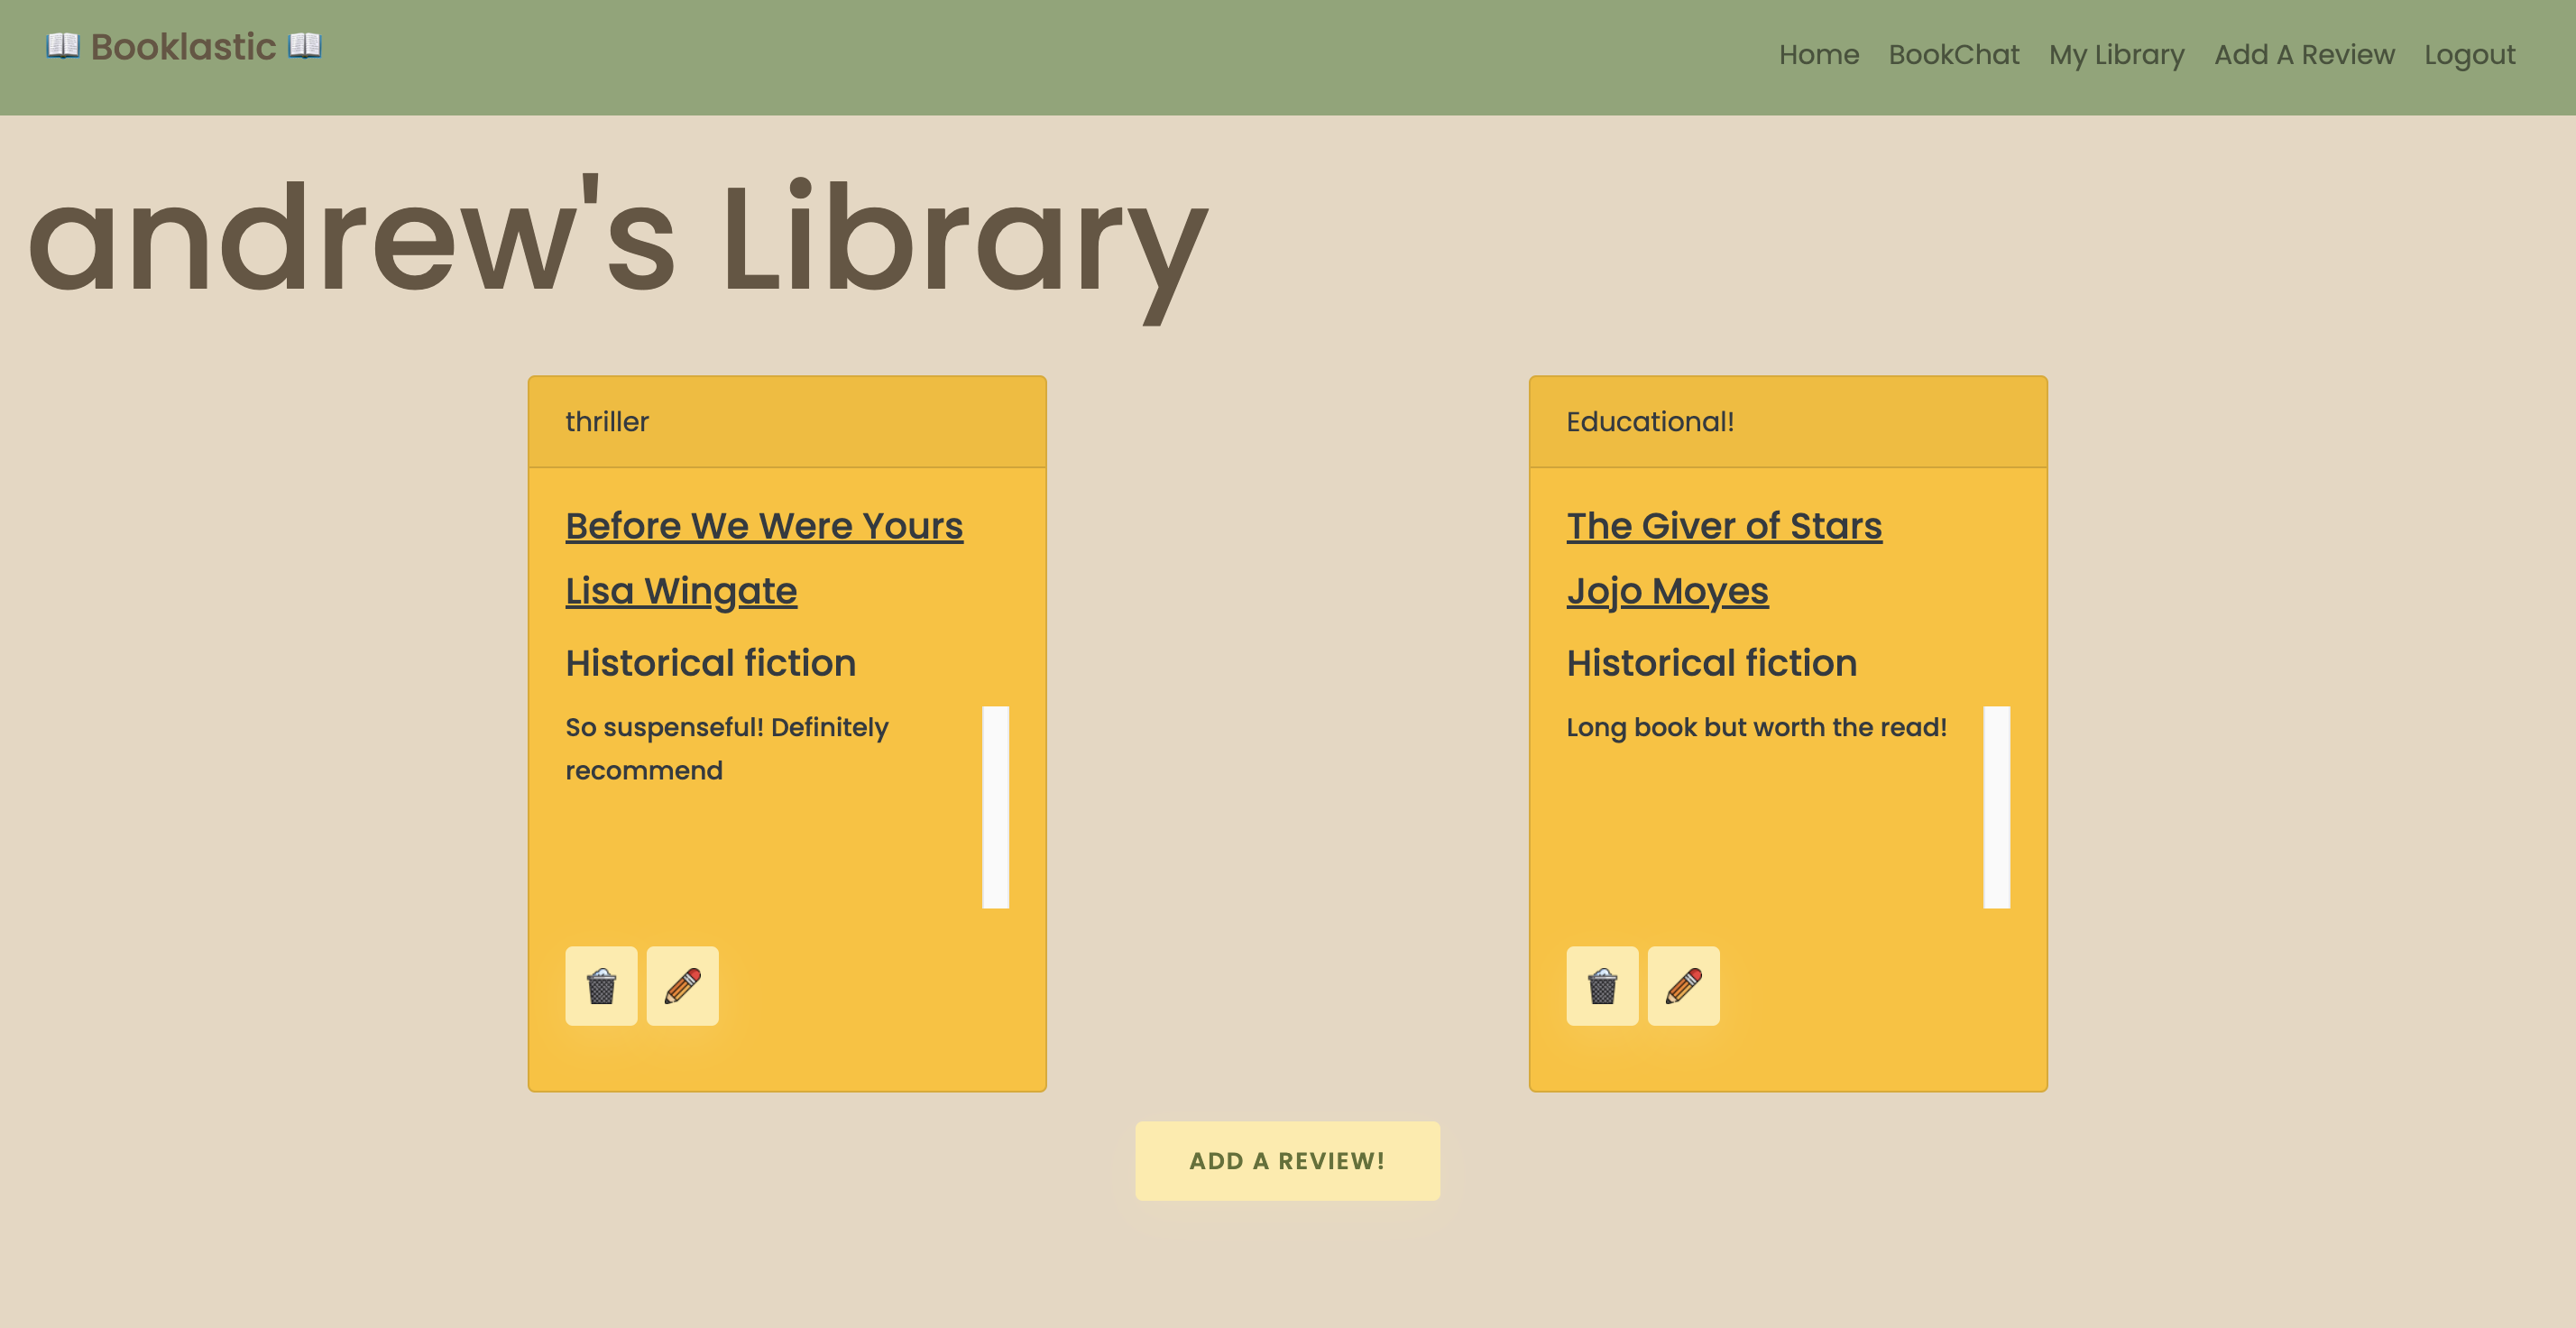 📖 Booklastic 📖
Home BookChat My Library Add A Review Logout
andrew's Library
thriller
Before We Were Yours
Lisa Wingate
Historical fiction
So suspenseful! Definitely
recommend
Educational!
The Giver of Stars
Jojo Moyes
Historical fiction
Long book but worth the read!
ADD A REVIEW!